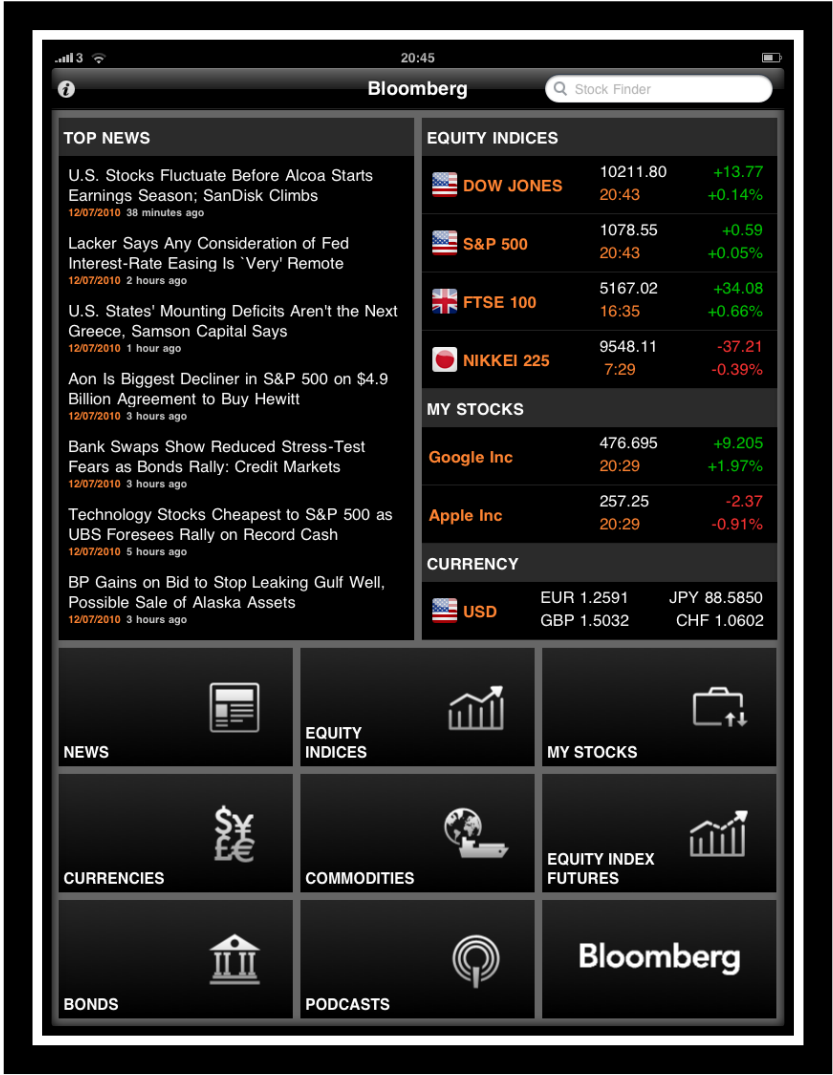 3
20:45
Bloomberg
Stock Finder
TOP NEWS
U.S. Stocks Fluctuate Before Alcoa Starts
Earnings Season; SanDisk Climbs
12/07/2010 38 minutes ago
Lacker Says Any Consideration of Fed
Interest-Rate Easing Is `Very' Remote
12/07/2010 2 hours ago
U.S. States' Mounting Deficits Aren't the Next
Greece, Samson Capital Says
12/07/2010 1 hour ago
Aon Is Biggest Decliner in S&P 500 on $4.9
Billion Agreement to Buy Hewitt
12/07/2010 3 hours ago
Bank Swaps Show Reduced Stress-Test
Fears as Bonds Rally: Credit Markets
12/07/2010 3 hours ago
Technology Stocks Cheapest to S&P 500 as
UBS Foresees Rally on Record Cash
12/07/2010 5 hours ago
BP Gains on Bid to Stop Leaking Gulf Well,
Possible Sale of Alaska Assets
12/07/2010 3 hours ago
EQUITY INDICES
DOW JONES 10211.80 +13.77
20:43 +0.14%
S&P 500 1078.55 +0.59
20:43 +0.05%
FTSE 100 5167.02 +34.08
16:35 +0.66%
NIKKEI 225 9548.11 -37.21
7:29 -0.39%
MY STOCKS
Google Inc 476.695 +9.205
20:29 +1.97%
Apple Inc 257.25 -2.37
20:29 -0.91%
CURRENCY
USD EUR 1.2591 JPY 88.5850
GBP 1.5032 CHF 1.0602
NEWS
EQUITY
INDICES
MY STOCKS
$¥
£€
CURRENCIES
COMMODITIES
EQUITY INDEX
FUTURES
BONDS
PODCASTS
Bloomberg